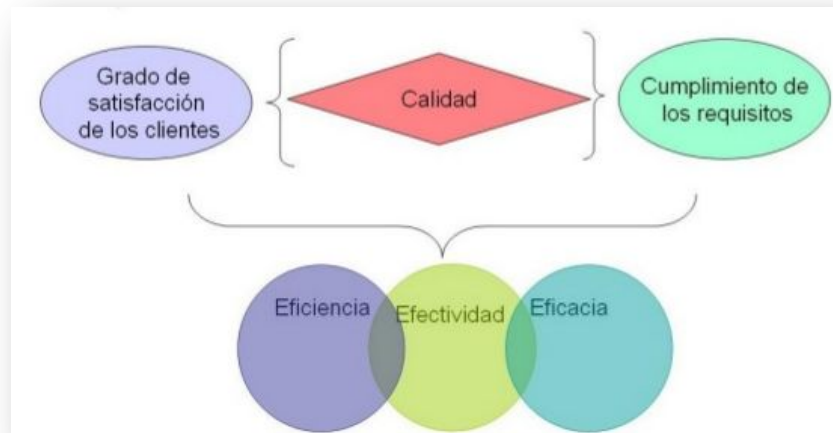 Grado de
satisfacción
de los clientes
Calidad
Cumplimiento de
los requisitos
Eficiencia
Efectividad
Eficacia